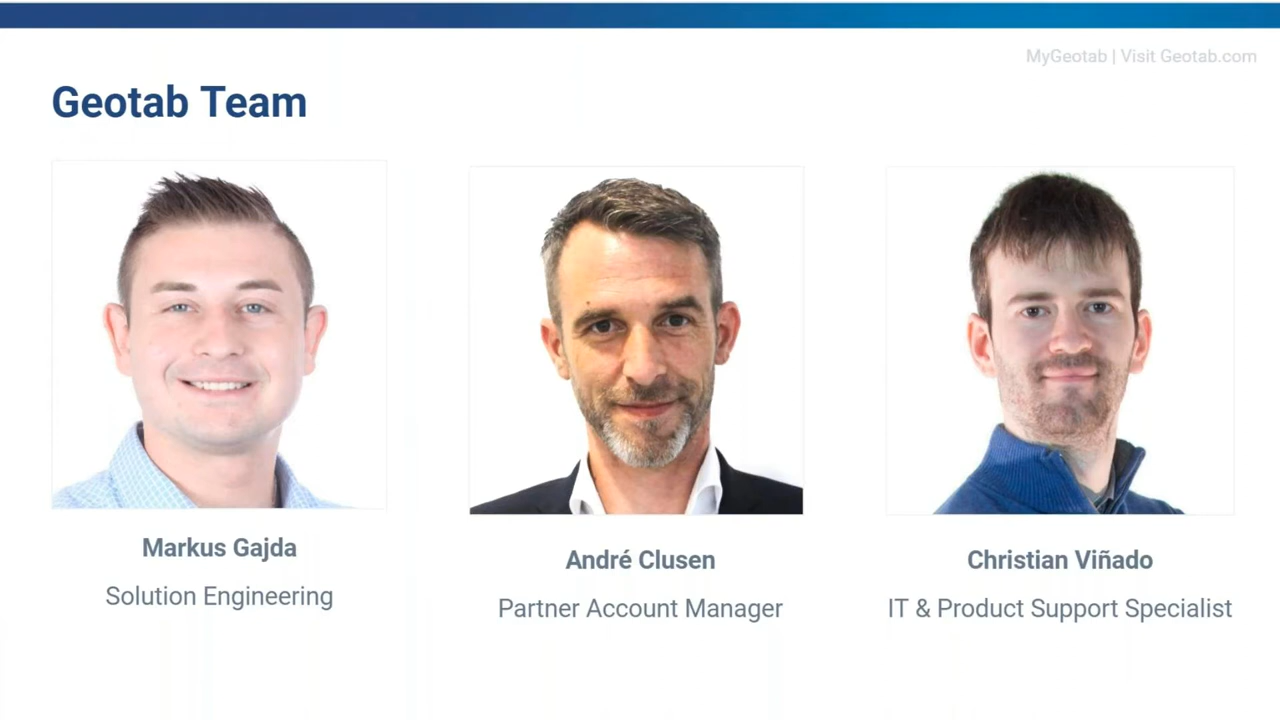 MyGeotab | Visit Geotab.com
Geotab Team
Markus Gajda
Solution Engineering
André Clusen
Partner Account Manager
Christian Viñado
IT & Product Support Specialist